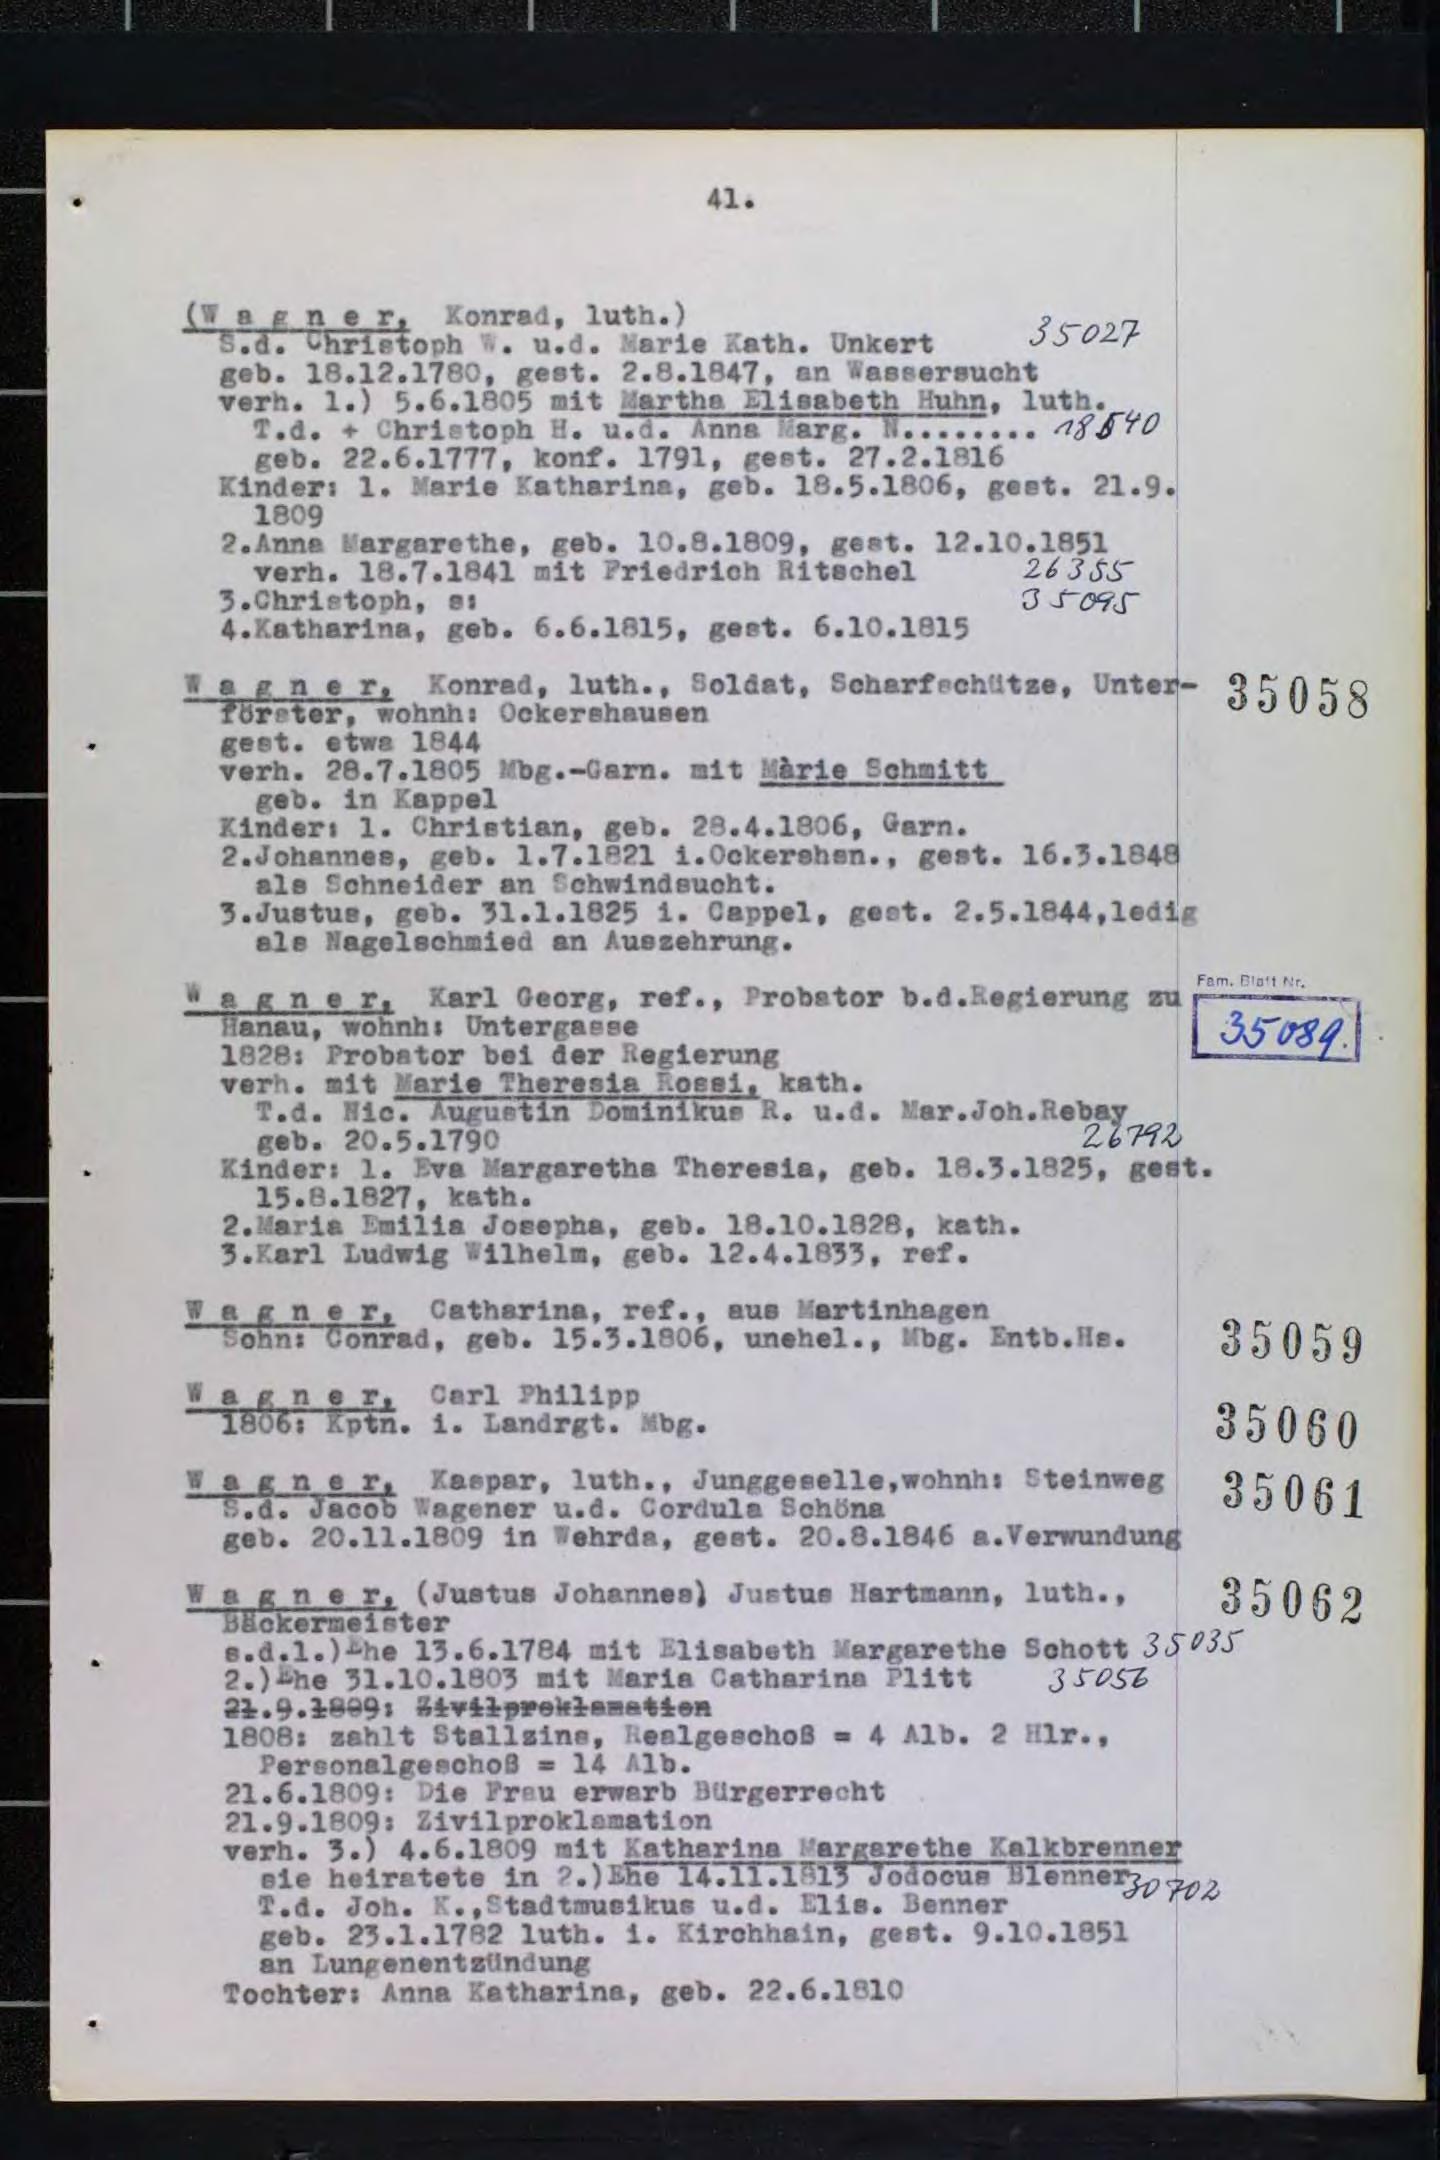 41.
(W a g n e r, Konrad, luth.)
S.d. Christoph W. u.d. Marie Kath. Unkert 35027
geb. 18.12.1780, gest. 2.8.1847, an Wassersucht
verh. 1.) 5.6.1805 mit Martha Elisabeth Huhn, luth.
T.d. + Christoph H. u.d. Anna Marg. N........ 18540
geb. 22.6.1777, konf. 1791, gest. 27.2.1816
Kinder: 1. Marie Katharina, geb. 18.5.1806, gest. 21.9.
1809
2.Anna Margarethe, geb. 10.8.1809, gest. 12.10.1851
verh. 18.7.1841 mit Friedrich Ritschel 26355
3.Christoph, s: 35095
4.Katharina, geb. 6.6.1815, gest. 6.10.1815
W a g n e r, Konrad, luth., Soldat, Scharfschütze, Unter- 35058
förster, wohnh: Ockershausen
gest. etwa 1844
verh. 28.7.1805 Mbg.-Garn. mit Màrie Schmitt
geb. in Kappel
Kinder: 1. Christian, geb. 28.4.1806, Garn.
2.Johannes, geb. 1.7.1821 i.Ockershsn., gest. 16.3.1848
als Schneider an Schwindsucht.
3.Justus, geb. 31.1.1825 i. Cappel, gest. 2.5.1844,ledig
als Nagelschmied an Auszehrung.
Fam. Blatt Nr.
W a g n e r, Karl Georg, ref., Probator b.d.Regierung zu 35089.
Hanau, wohnh: Untergasse
1828: Probator bei der Regierung
verh. mit Marie Theresia Rossi, kath.
T.d. Nic. Augustin Dominikus R. u.d. Mar.Joh.Rebay
geb. 20.5.1790 26792
Kinder: 1. Eva Margaretha Theresia, geb. 18.3.1825, gest.
15.8.1827, kath.
2.Maria Emilia Josepha, geb. 18.10.1828, kath.
3.Karl Ludwig Wilhelm, geb. 12.4.1833, ref.
W a g n e r, Catharina, ref., aus Martinhagen
Sohn: Conrad, geb. 15.3.1806, unehel., Mbg. Entb.Hs. 35059
W a g n e r, Carl Philipp
1806: Kptn. i. Landrgt. Mbg. 35060
W a g n e r, Kaspar, luth., Junggeselle,wohnh: Steinweg 35061
S.d. Jacob Wagener u.d. Cordula Schöna
geb. 20.11.1809 in Wehrda, gest. 20.8.1846 a.Verwundung
W a g n e r, (Justus Johannes) Justus Hartmann, luth., 35062
Bäckermeister
s.d.1.)Ehe 13.6.1784 mit Elisabeth Margarethe Schott 35035
2.)Ehe 31.10.1803 mit Maria Catharina Plitt 35056
21.9.1809: Zivilproklamation
1808: zahlt Stallzins, Realgeschoß = 4 Alb. 2 Hlr.,
Personalgeschoß = 14 Alb.
21.6.1809: Die Frau erwarb Bürgerrecht
21.9.1809: Zivilproklamation
verh. 3.) 4.6.1809 mit Katharina Margarethe Kalkbrenner
sie heiratete in 2.)Ehe 14.11.1813 Jodocus Blenner 30702
T.d. Joh. K.,Stadtmusikus u.d. Elis. Benner
geb. 23.1.1782 luth. i. Kirchhain, gest. 9.10.1851
an Lungenentzündung
Tochter: Anna Katharina, geb. 22.6.1810